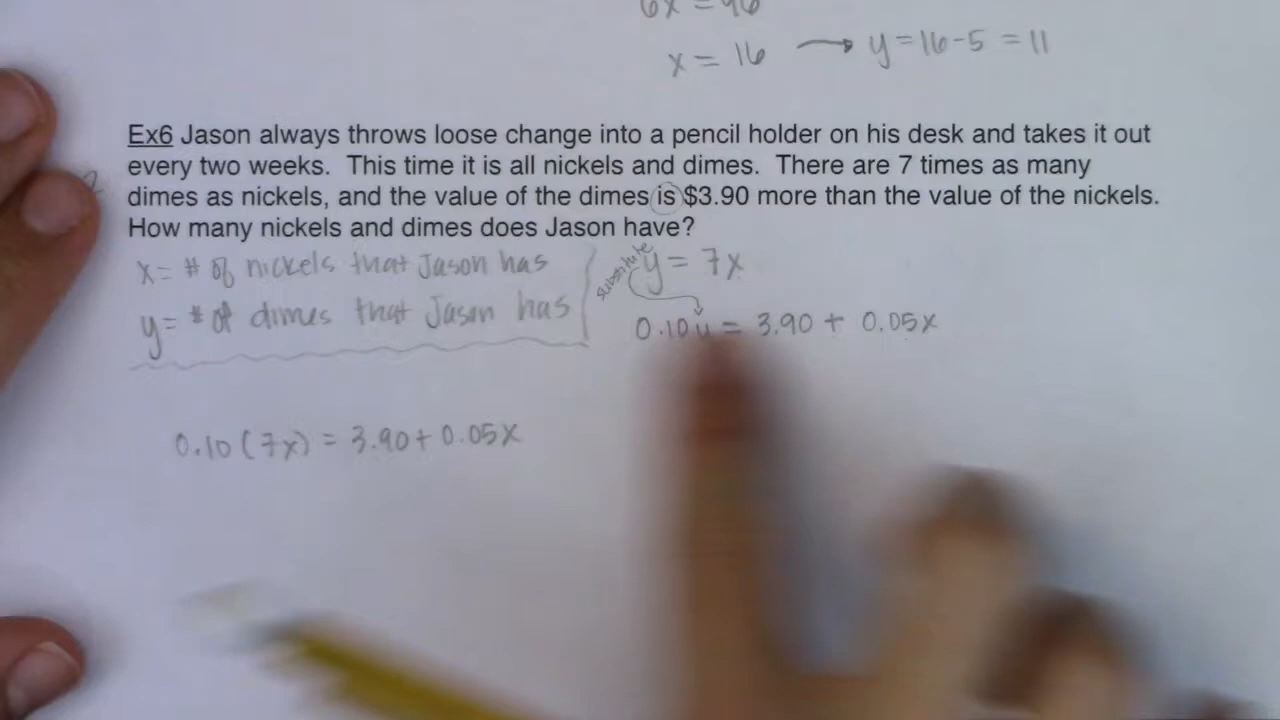 6x = 96
x = 16 → y = 16-5 = 11
Ex6 Jason always throws loose change into a pencil holder on his desk and takes it out
every two weeks. This time it is all nickels and dimes. There are 7 times as many
dimes as nickels, and the value of the dimes is $3.90 more than the value of the nickels.
How many nickels and dimes does Jason have?
x = # of nickels that Jason has
y = # of dimes that Jason has
substitute
y = 7x
0.10y = 3.90 + 0.05x
0.10 (7x) = 3.90 + 0.05x